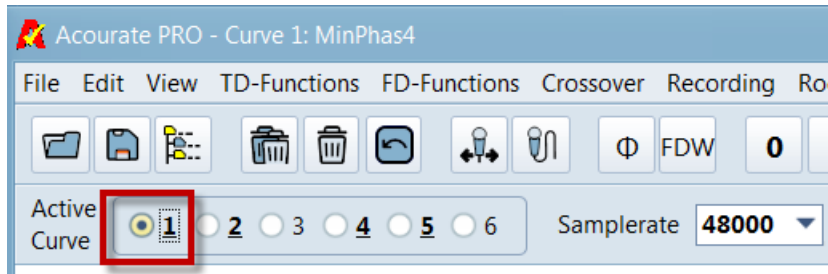 Acourate PRO - Curve 1: MinPhas4
File Edit View TD-Functions FD-Functions Crossover Recording Ro
Φ FDW 0
Active Curve 1 2 3 4 5 6 Samplerate 48000